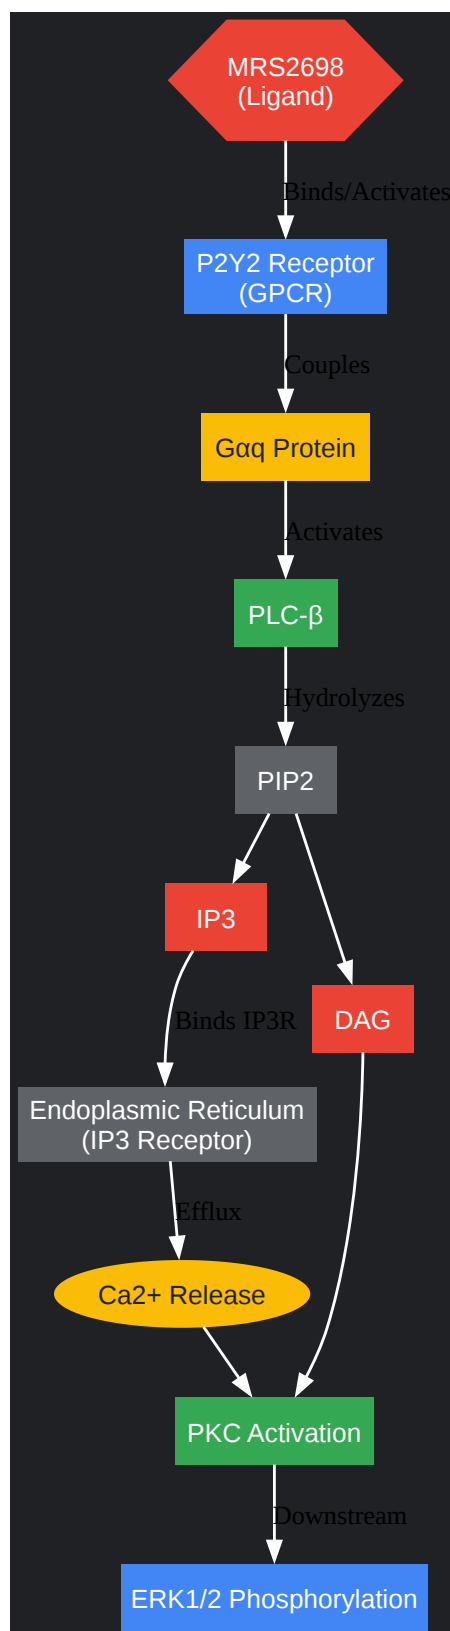 MRS2698
(Ligand)
Binds/Activates
P2Y2 Receptor
(GPCR)
Couples
Gαq Protein
Activates
PLC-β
Hydrolyzes
PIP2
IP3
Binds IP3R
DAG
Endoplasmic Reticulum
(IP3 Receptor)
Efflux
Ca2+ Release
PKC Activation
Downstream
ERK1/2 Phosphorylation